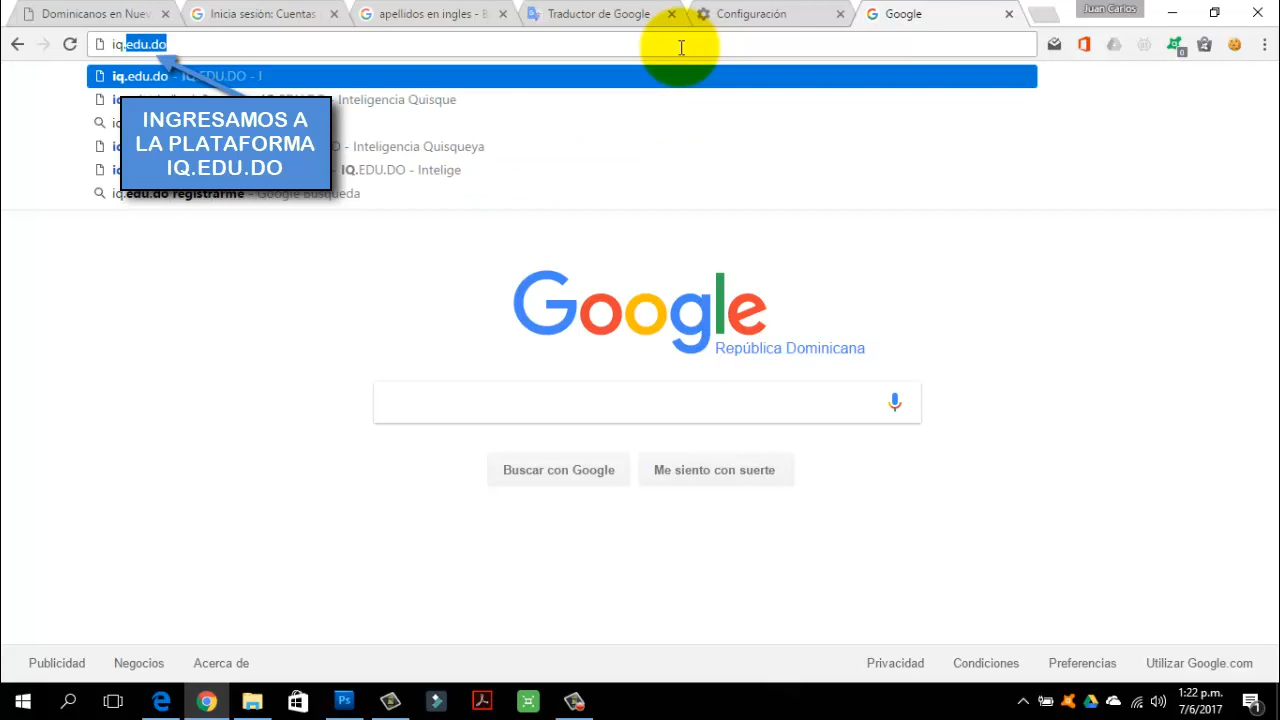 Dominicanos en Nuev
Inicia sesión: Cuentas
apellidos en ingles - B
Traductor de Google
Configuración
Google
Juan Carlos
iq.edu.do
iq.edu.do - IQ.EDU.DO - I
Inteligencia Quisque
- Inteligencia Quisqueya
- IQ.EDU.DO - Intelige
iq.edu.do registrarme - Google Búsqueda
INGRESAMOS A
LA PLATAFORMA
IQ.EDU.DO
Google
República Dominicana
Buscar con Google
Me siento con suerte
Publicidad
Negocios
Acerca de
Privacidad
Condiciones
Preferencias
Utilizar Google.com
1:22 p.m.
7/6/2017